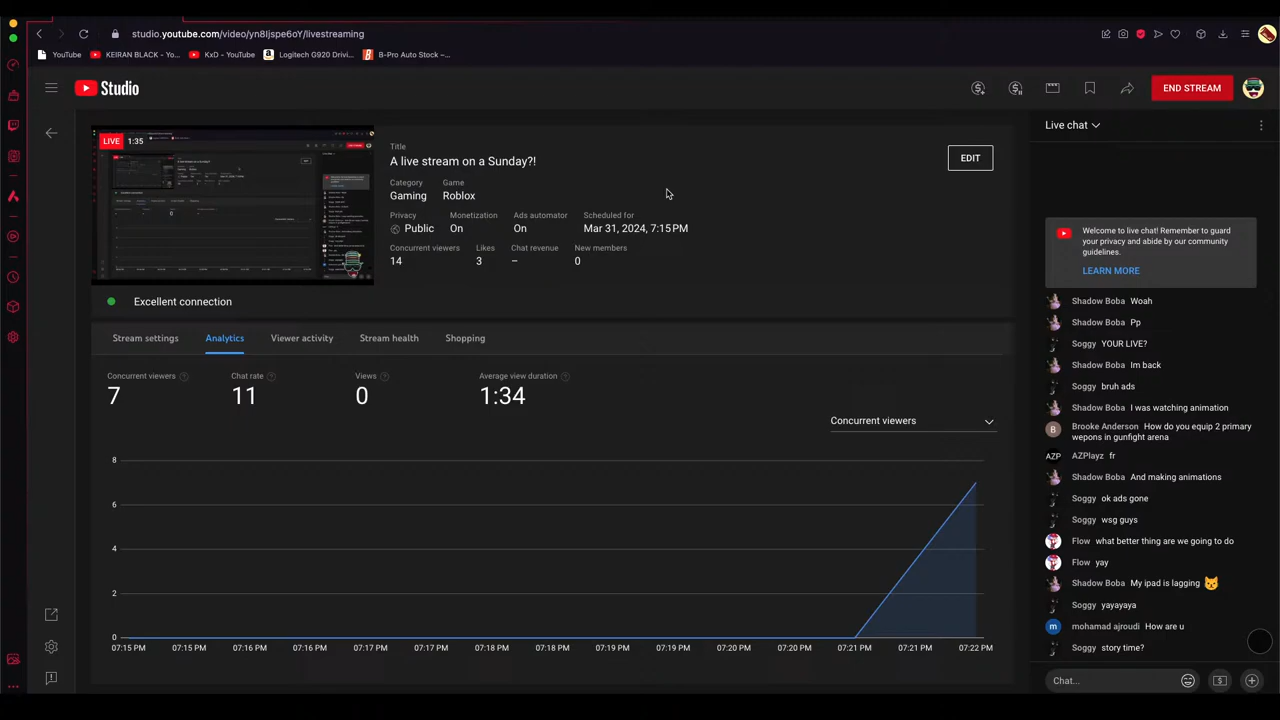 studio.youtube.com/video/yn8Ijspe6oY/livestreaming
YouTube
KEIRAN BLACK - Yo...
KxD – YouTube
Logitech G920 Drivi...
B-Pro Auto Stock –...
Studio
END STREAM
LIVE 1:35
Title
A live stream on a Sunday?!
EDIT
Category Game
Gaming Roblox
Privacy Monetization Ads automator Scheduled for
Public On On Mar 31, 2024, 7:15 PM
Concurrent viewers Likes Chat revenue New members
14 3 – 0
Excellent connection
Stream settings Analytics Viewer activity Stream health Shopping
Concurrent viewers Chat rate Views Average view duration
7 11 0 1:34
Concurrent viewers
8
6
4
2
0
07:15 PM 07:15 PM 07:16 PM 07:16 PM 07:17 PM 07:17 PM 07:18 PM 07:18 PM 07:19 PM 07:19 PM 07:20 PM 07:20 PM 07:21 PM 07:21 PM 07:22 PM
Live chat
Welcome to live chat! Remember to guard
your privacy and abide by our community
guidelines.
LEARN MORE
Shadow Boba Woah
Shadow Boba Pp
Soggy YOUR LIVE?
Shadow Boba Im back
Soggy bruh ads
Shadow Boba I was watching animation
B Brooke Anderson How do you equip 2 primary
wepons in gunfight arena
AZP AZPlayz fr
Shadow Boba And making animations
Soggy ok ads gone
Soggy wsg guys
Flow what better thing are we going to do
Flow yay
Shadow Boba My ipad is lagging
Soggy yayayaya
m mohamad ajroudi How are u
Soggy story time?
Chat...